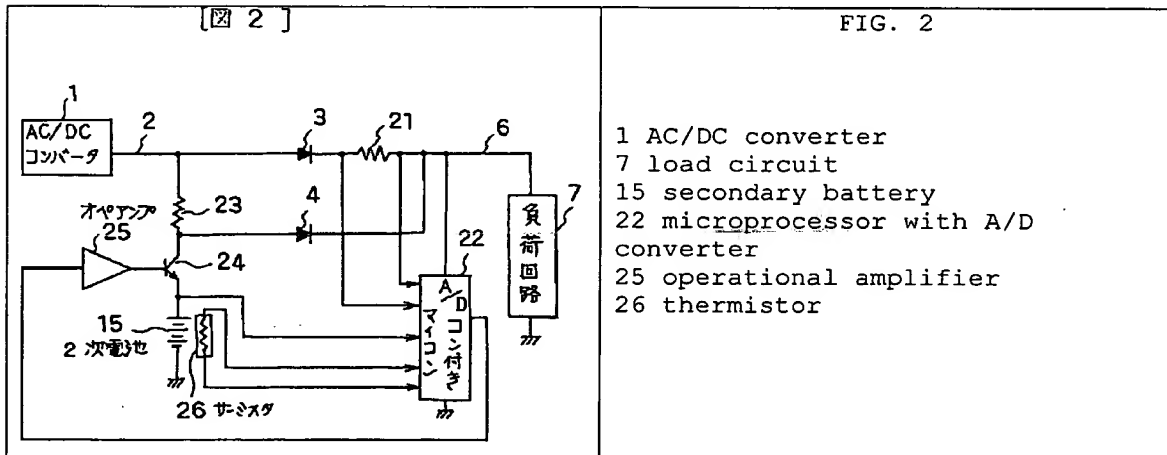 [図 2 ]
1
AC/DC
コンバータ
2
3
21
6
オペアンプ
25
23
4
24
22
7
負荷回路
A/D
コン付き
マイコン
15
2次電池
26 サーミスタ
FIG. 2
1 AC/DC converter
7 load circuit
15 secondary battery
22 microprocessor with A/D
converter
25 operational amplifier
26 thermistor